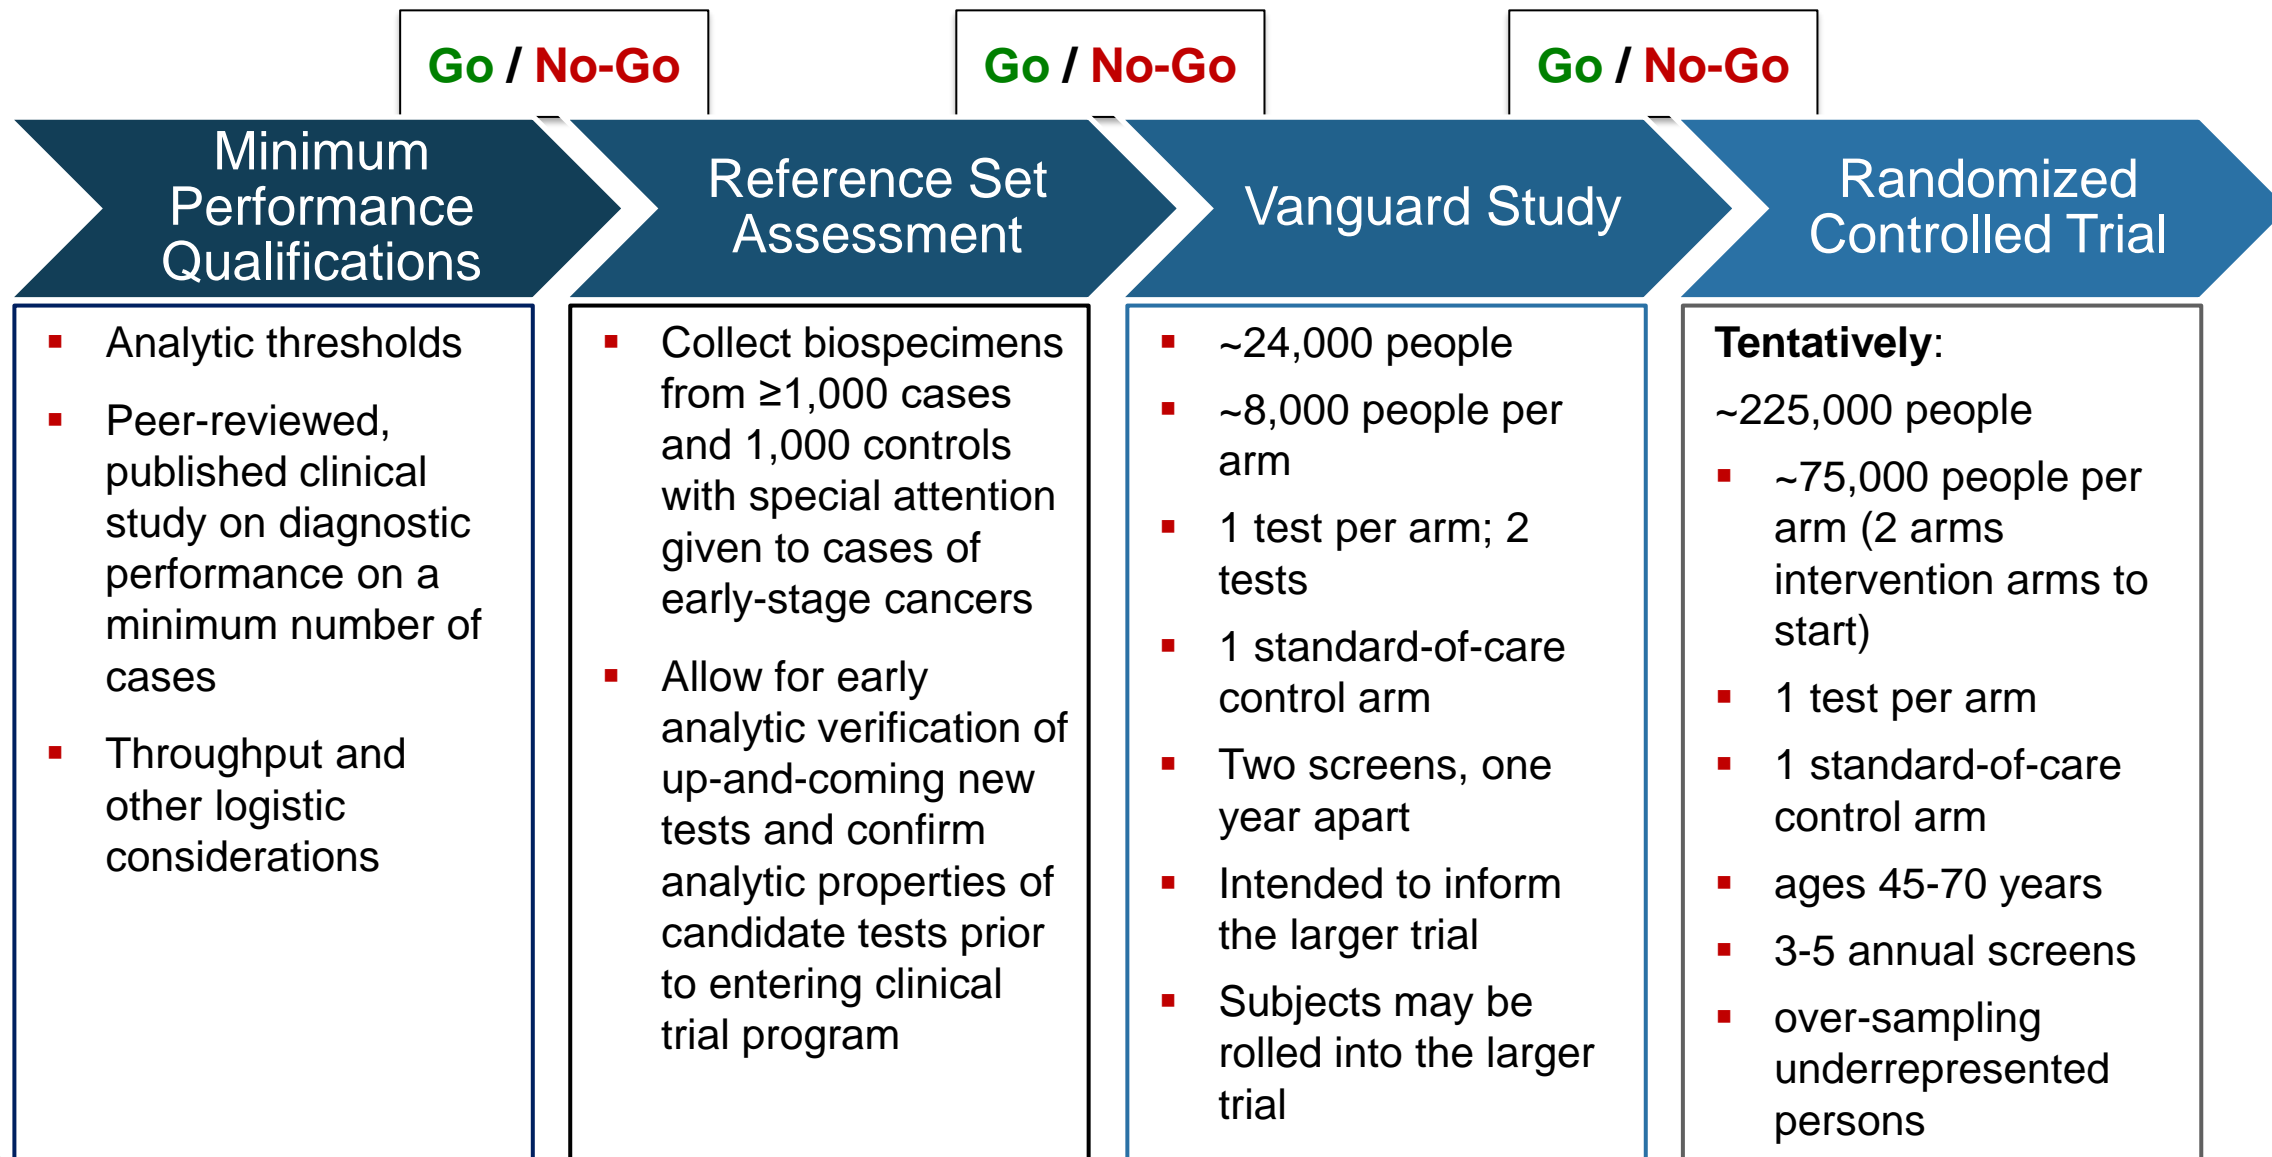 Go / No-Go
Go / No-Go
Go / No-Go
Minimum
Performance
Qualifications
Reference Set
Assessment
Vanguard Study
Randomized
Controlled Trial
▪ Analytic thresholds
▪ Peer-reviewed,
published clinical
study on diagnostic
performance on a
minimum number of
cases
▪ Throughput and
other logistic
considerations
▪ Collect biospecimens
from ≥1,000 cases
and 1,000 controls
with special attention
given to cases of
early-stage cancers
▪ Allow for early
analytic verification of
up-and-coming new
tests and confirm
analytic properties of
candidate tests prior
to entering clinical
trial program
▪ ~24,000 people
▪ ~8,000 people per
arm
▪ 1 test per arm; 2
tests
▪ 1 standard-of-care
control arm
▪ Two screens, one
year apart
▪ Intended to inform
the larger trial
▪ Subjects may be
rolled into the larger
trial
Tentatively:
~225,000 people
▪ ~75,000 people per
arm (2 arms
intervention arms to
start)
▪ 1 test per arm
▪ 1 standard-of-care
control arm
▪ ages 45-70 years
▪ 3-5 annual screens
▪ over-sampling
underrepresented
persons